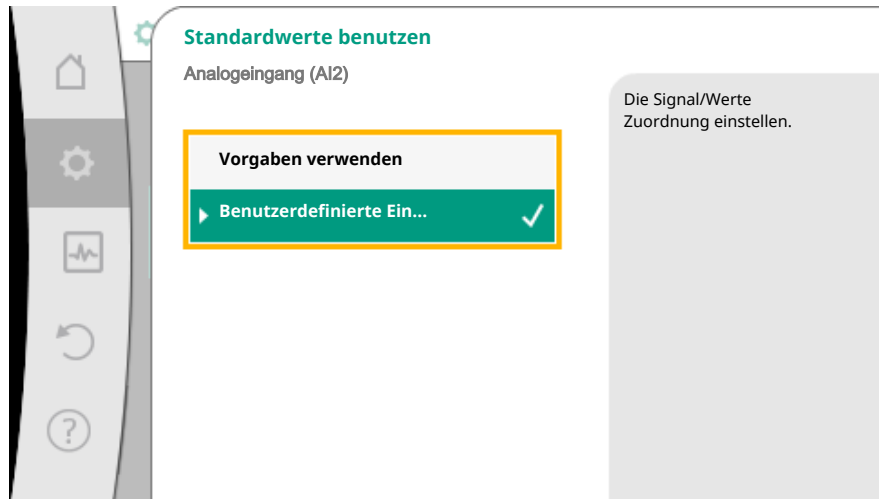 Standardwerte benutzen
Analogeingang (AI2)
Die Signal/Werte
Zuordnung einstellen.
Vorgaben verwenden
Benutzerdefinierte Ein...
?